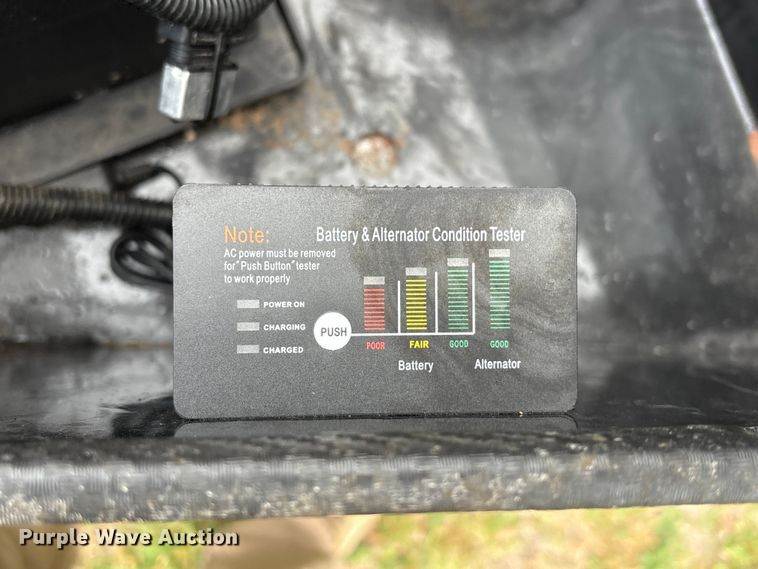 Note:
Battery & Alternator Condition Tester
AC power must be removed
for "Push Button" tester
to work properly
POWER ON
CHARGING
CHARGED
PUSH
POOR
FAIR
GOOD
GOOD
Battery
Alternator
Purple Wave Auction